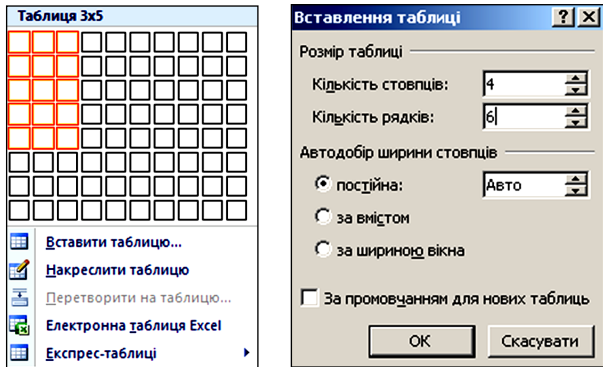 Таблиця 3x5
Вставити таблицю...
Накреслити таблицю
Перетворити на таблицю...
Електронна таблиця Excel
Експрес-таблиці
Вставлення таблиці
Розмір таблиці
Кількість стовпців: 4
Кількість рядків: 6
Автодобір ширини стовпців
постійна: Авто
за вмістом
за шириною вікна
За промовчанням для нових таблиць
ОК Скасувати